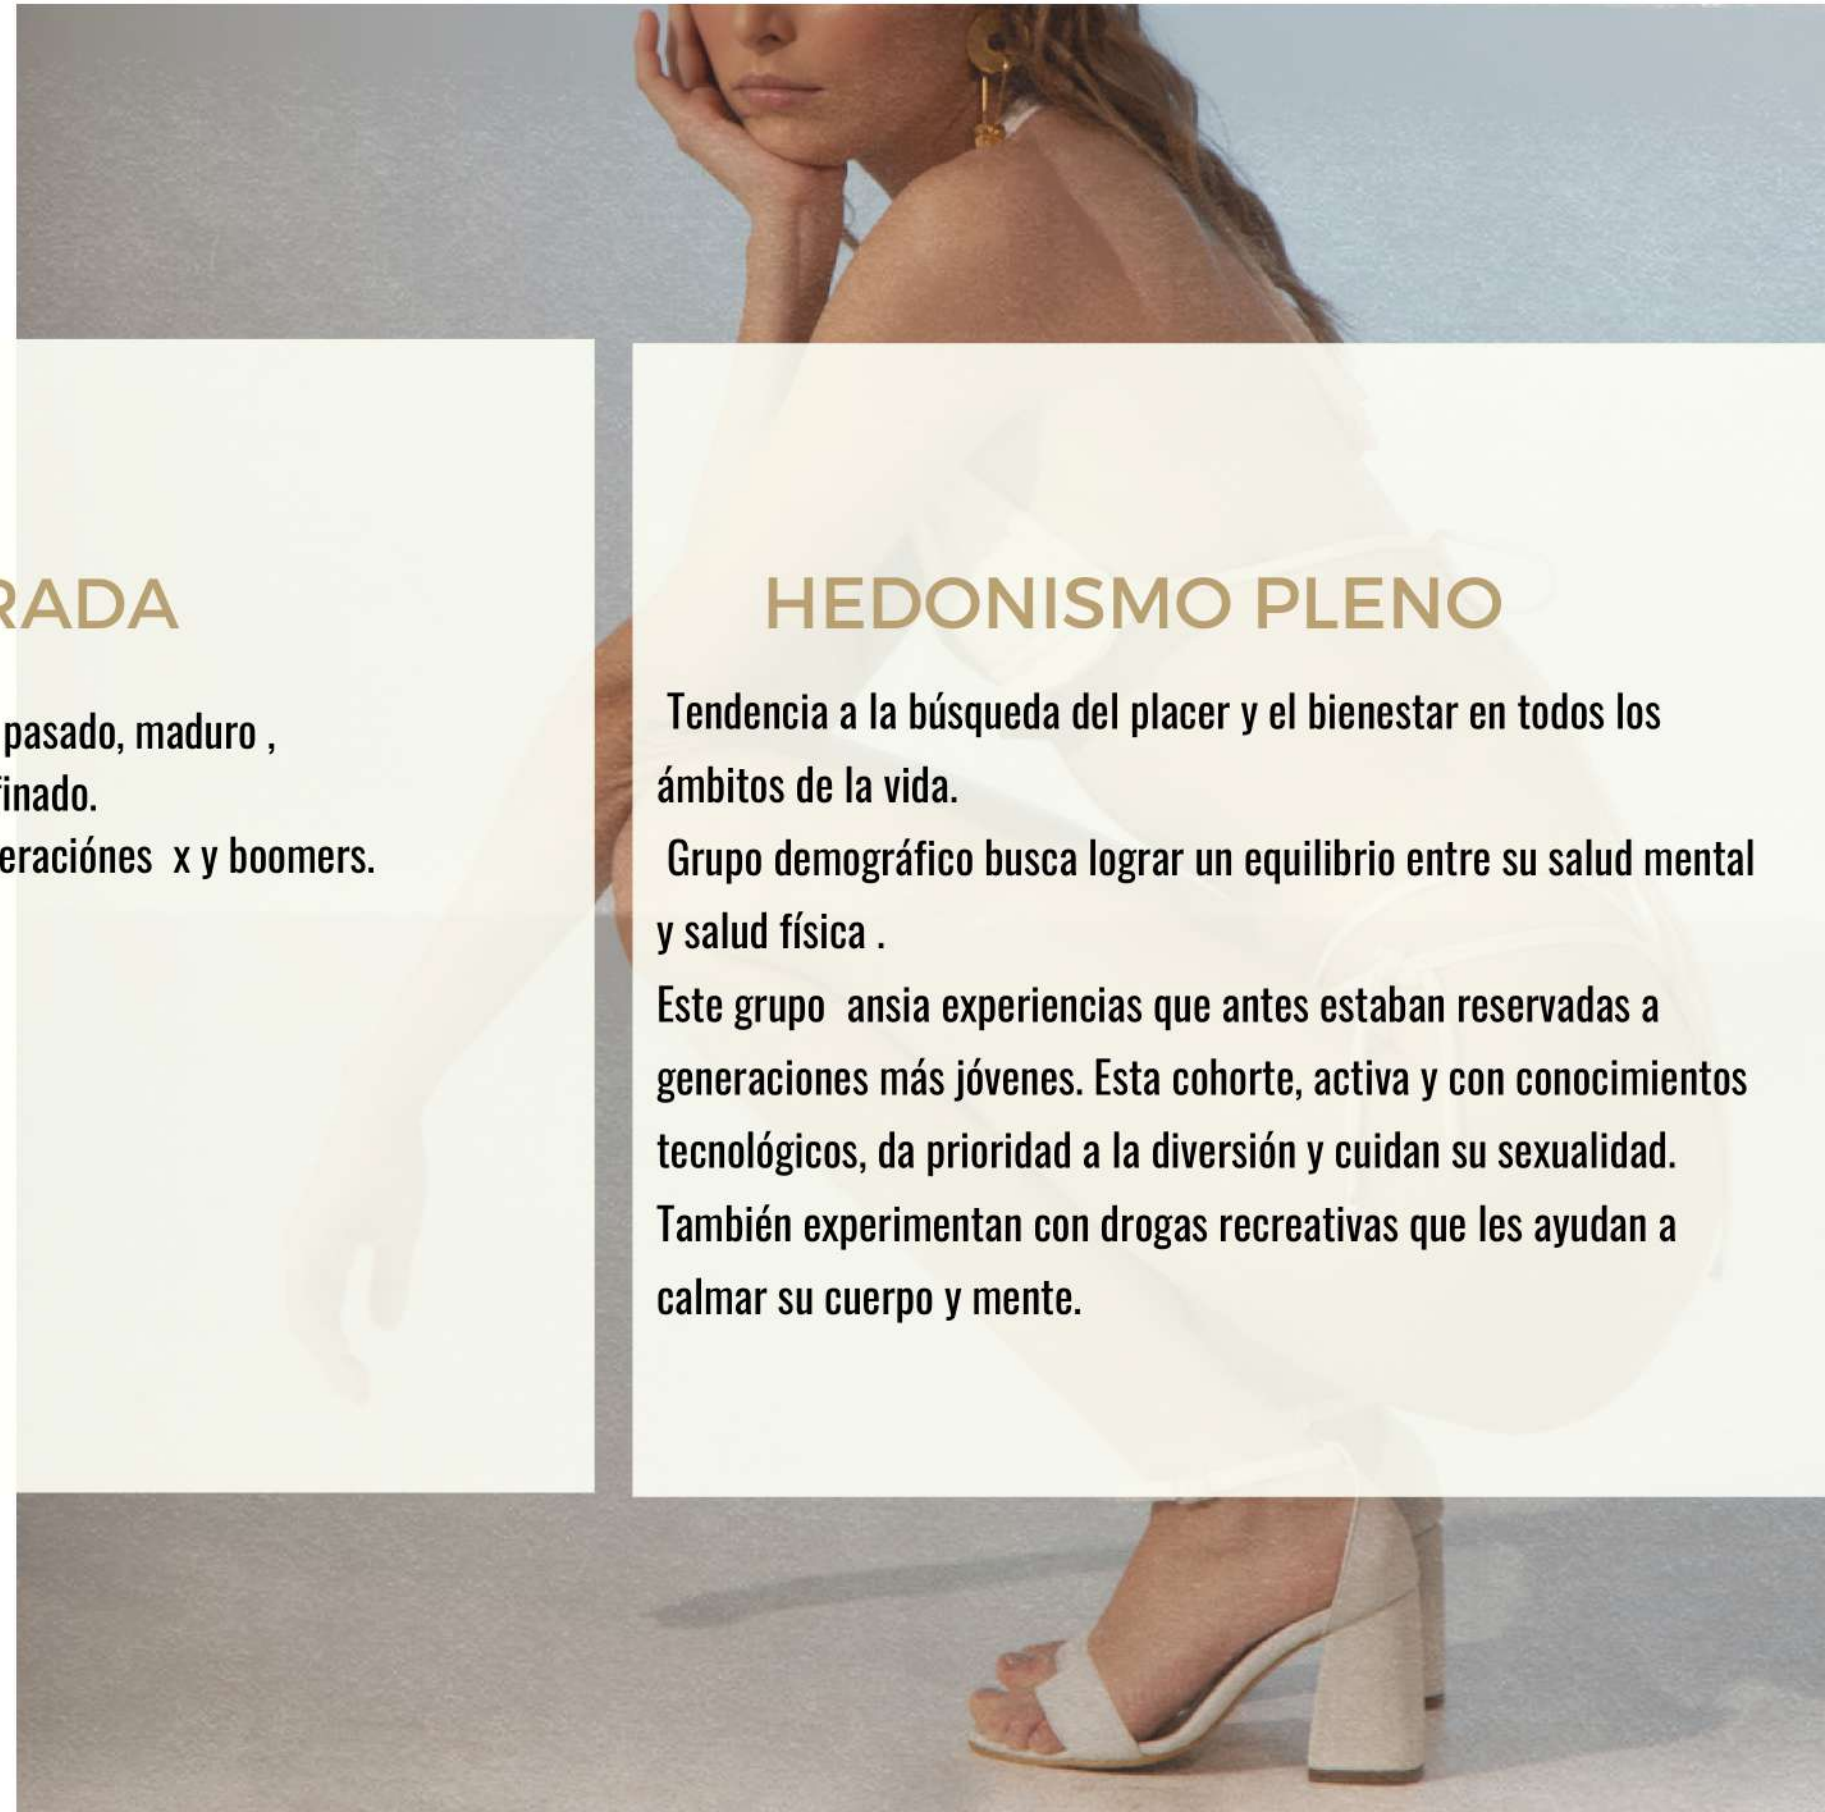 RADA
pasado, maduro ,
finado.
eraciónes x y boomers.
HEDONISMO PLENO
Tendencia a la búsqueda del placer y el bienestar en todos los
ámbitos de la vida.
Grupo demográfico busca lograr un equilibrio entre su salud mental
y salud física .
Este grupo ansia experiencias que antes estaban reservadas a
generaciones más jóvenes. Esta cohorte, activa y con conocimientos
tecnológicos, da prioridad a la diversión y cuidan su sexualidad.
También experimentan con drogas recreativas que les ayudan a
calmar su cuerpo y mente.